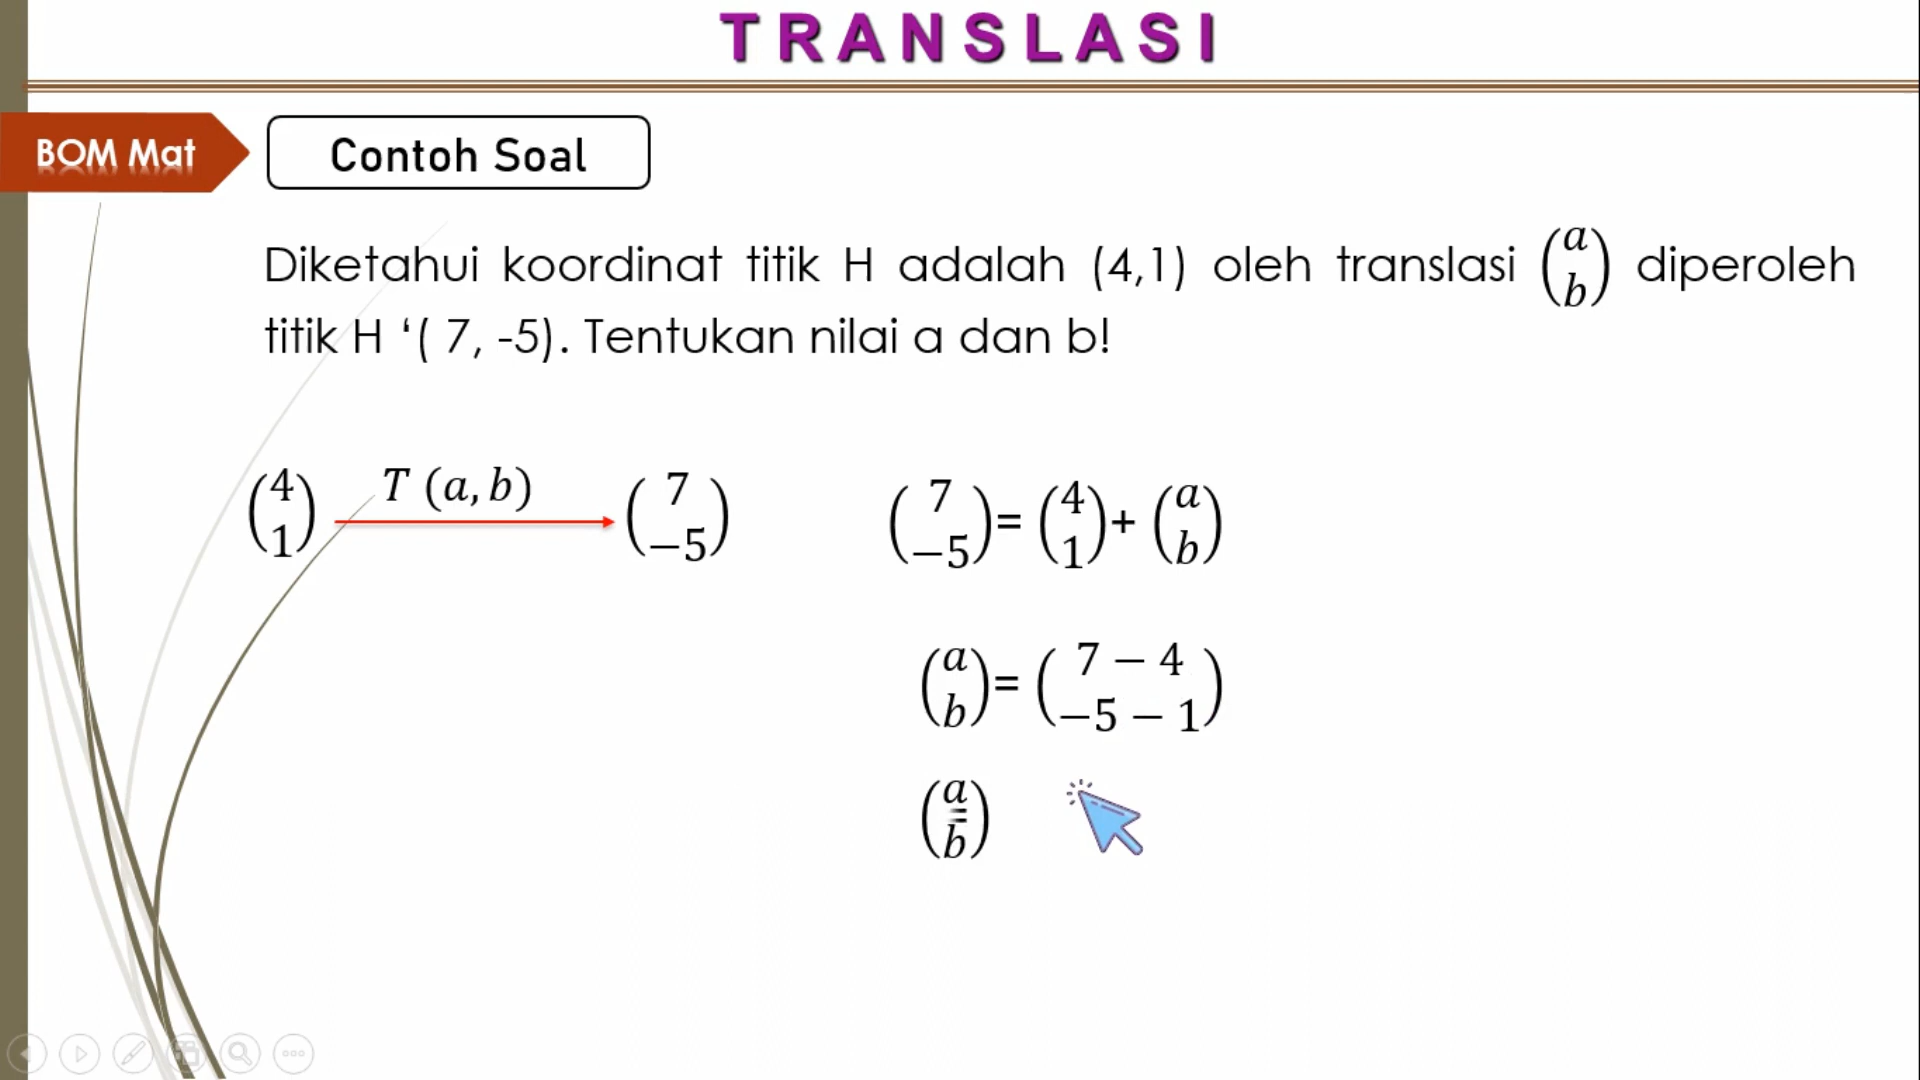 TRANSLASI
BOM Mat
Contoh Soal
Diketahui koordinat titik H adalah (4,1) oleh translasi (a b) diperoleh
titik H ‘( 7, -5). Tentukan nilai a dan b!
(4 1) T (a, b) (7 −5)
(7 −5) = (4 1) + (a b)
(a b) = (7 − 4 −5 − 1)
(a b) =